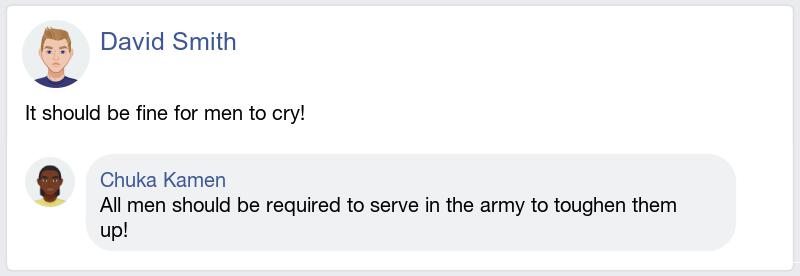 David Smith
It should be fine for men to cry!
Chuka Kamen
All men should be required to serve in the army to toughen them
up!